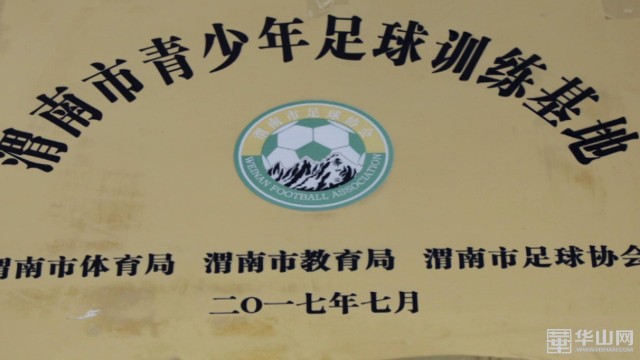 渭南市青少年足球训练基地
渭南市足球协会
WEINAN FOOTBALL ASSOCIATION
渭南市体育局 渭南市教育局 渭南市足球协会
二〇一七年七月
華 华山网